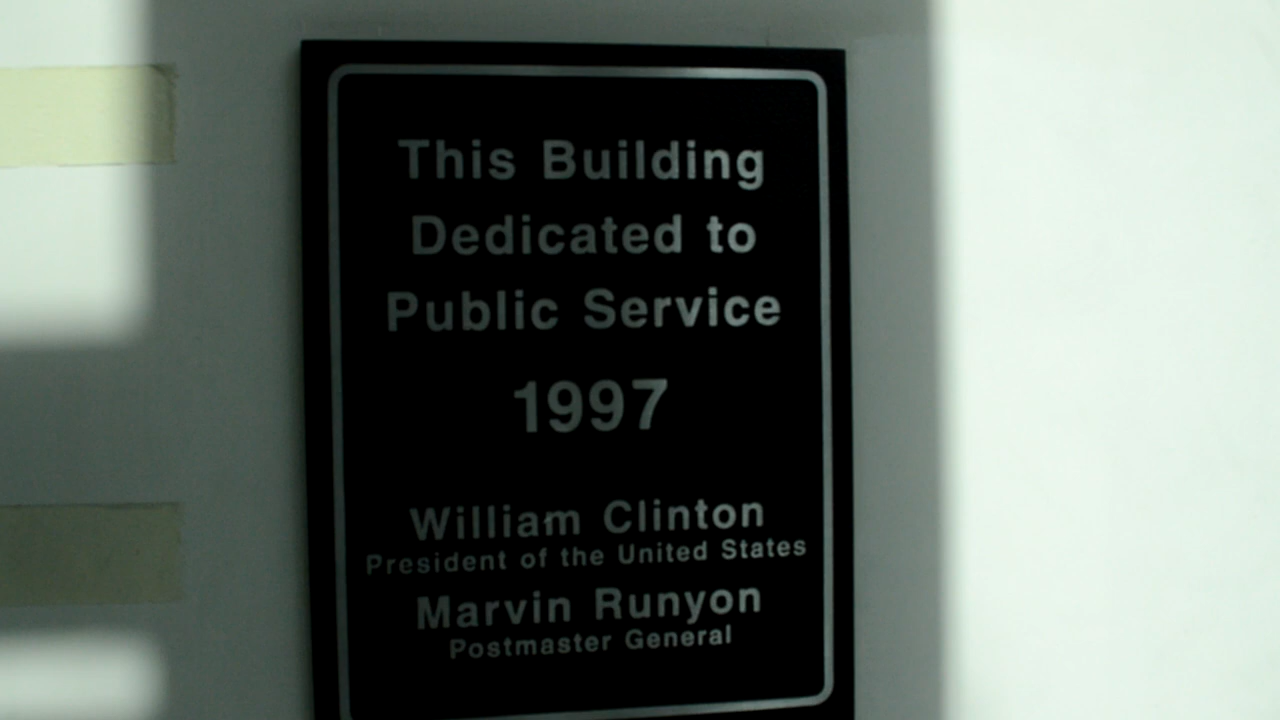 This Building
Dedicated to
Public Service
1997
William Clinton
President of the United States
Marvin Runyon
Postmaster General